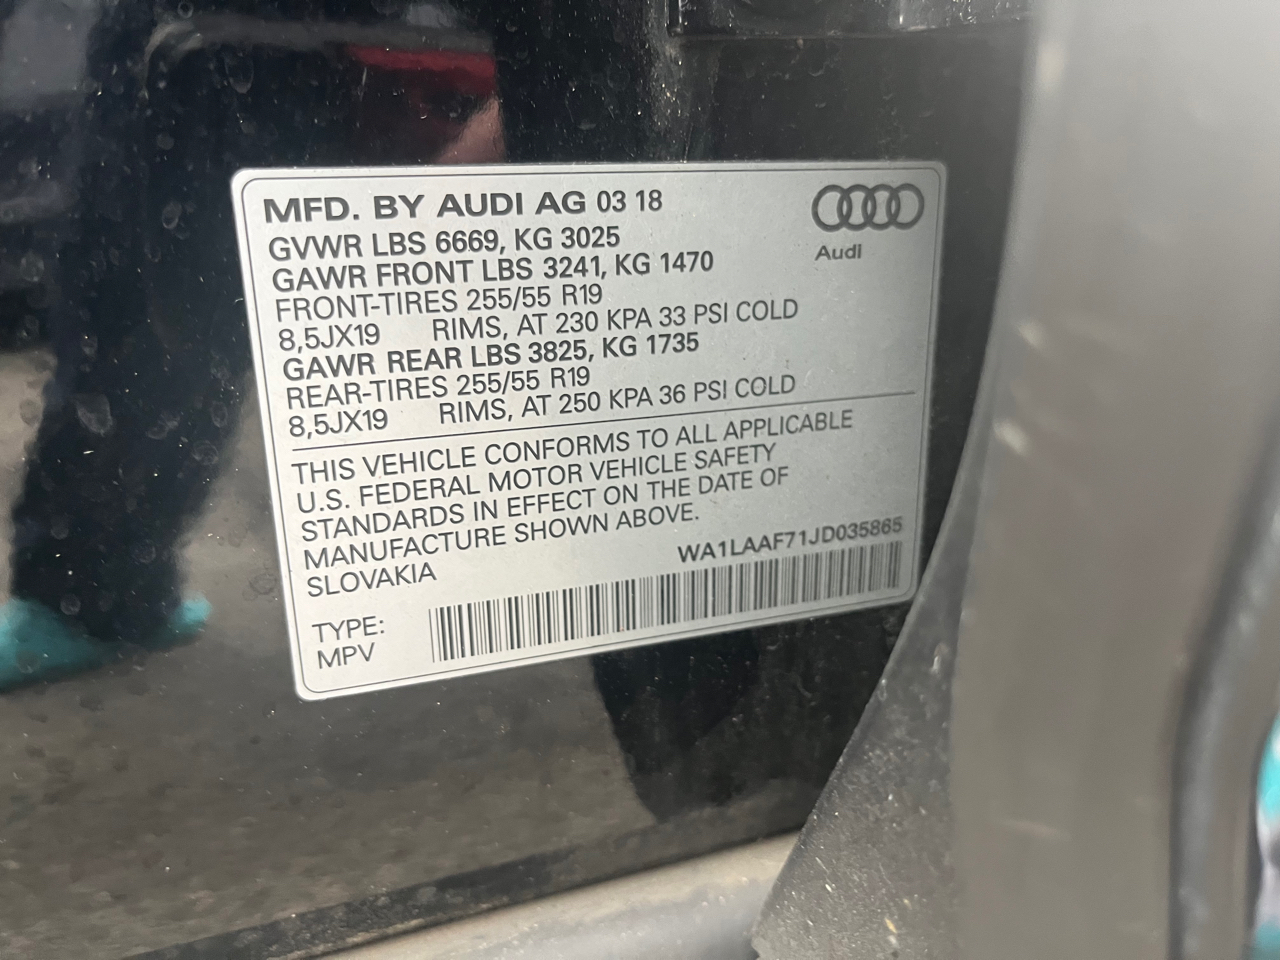 MFD. BY AUDI AG 03 18
GVWR LBS 6669, KG 3025
GAWR FRONT LBS 3241, KG 1470
FRONT-TIRES 255/55 R19
8,5JX19 RIMS, AT 230 KPA 33 PSI COLD
GAWR REAR LBS 3825, KG 1735
REAR-TIRES 255/55 R19
8,5JX19 RIMS, AT 250 KPA 36 PSI COLD
Audi
THIS VEHICLE CONFORMS TO ALL APPLICABLE
U.S. FEDERAL MOTOR VEHICLE SAFETY
STANDARDS IN EFFECT ON THE DATE OF
MANUFACTURE SHOWN ABOVE.
SLOVAKIA
WA1LAAF71JD035865
TYPE:
MPV